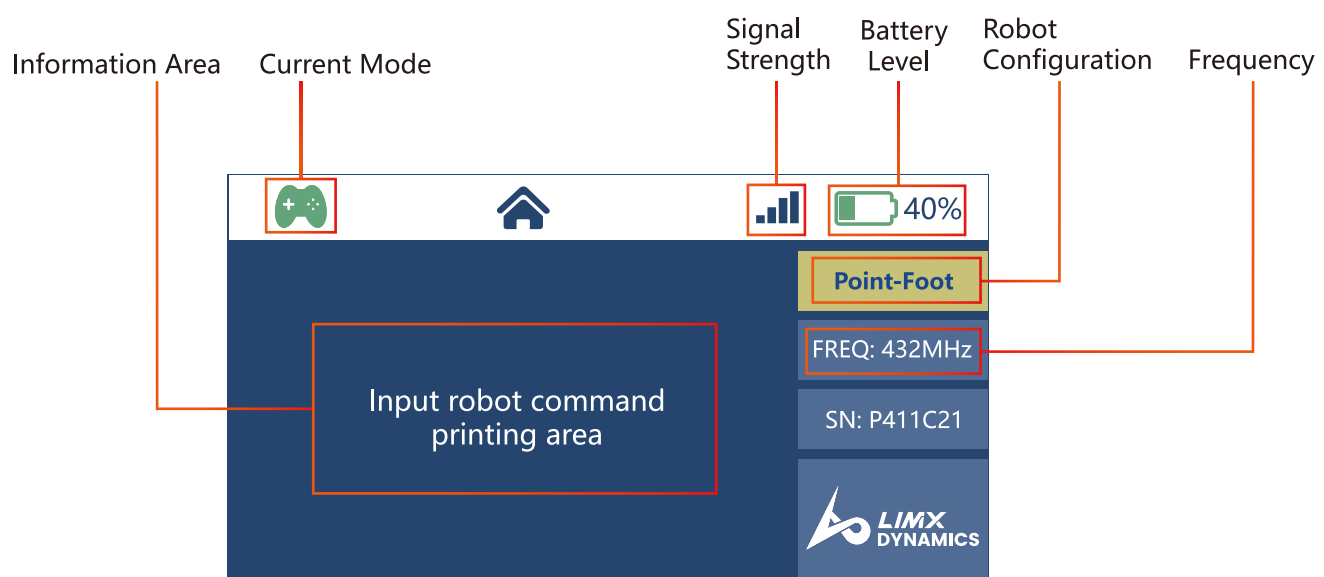 Information Area
Current Mode
Signal
Strength
Battery
Level
Robot
Configuration
Frequency
40%
Point-Foot
FREQ: 432MHz
Input robot command
printing area
SN: P411C21
LIMX
DYNAMICS